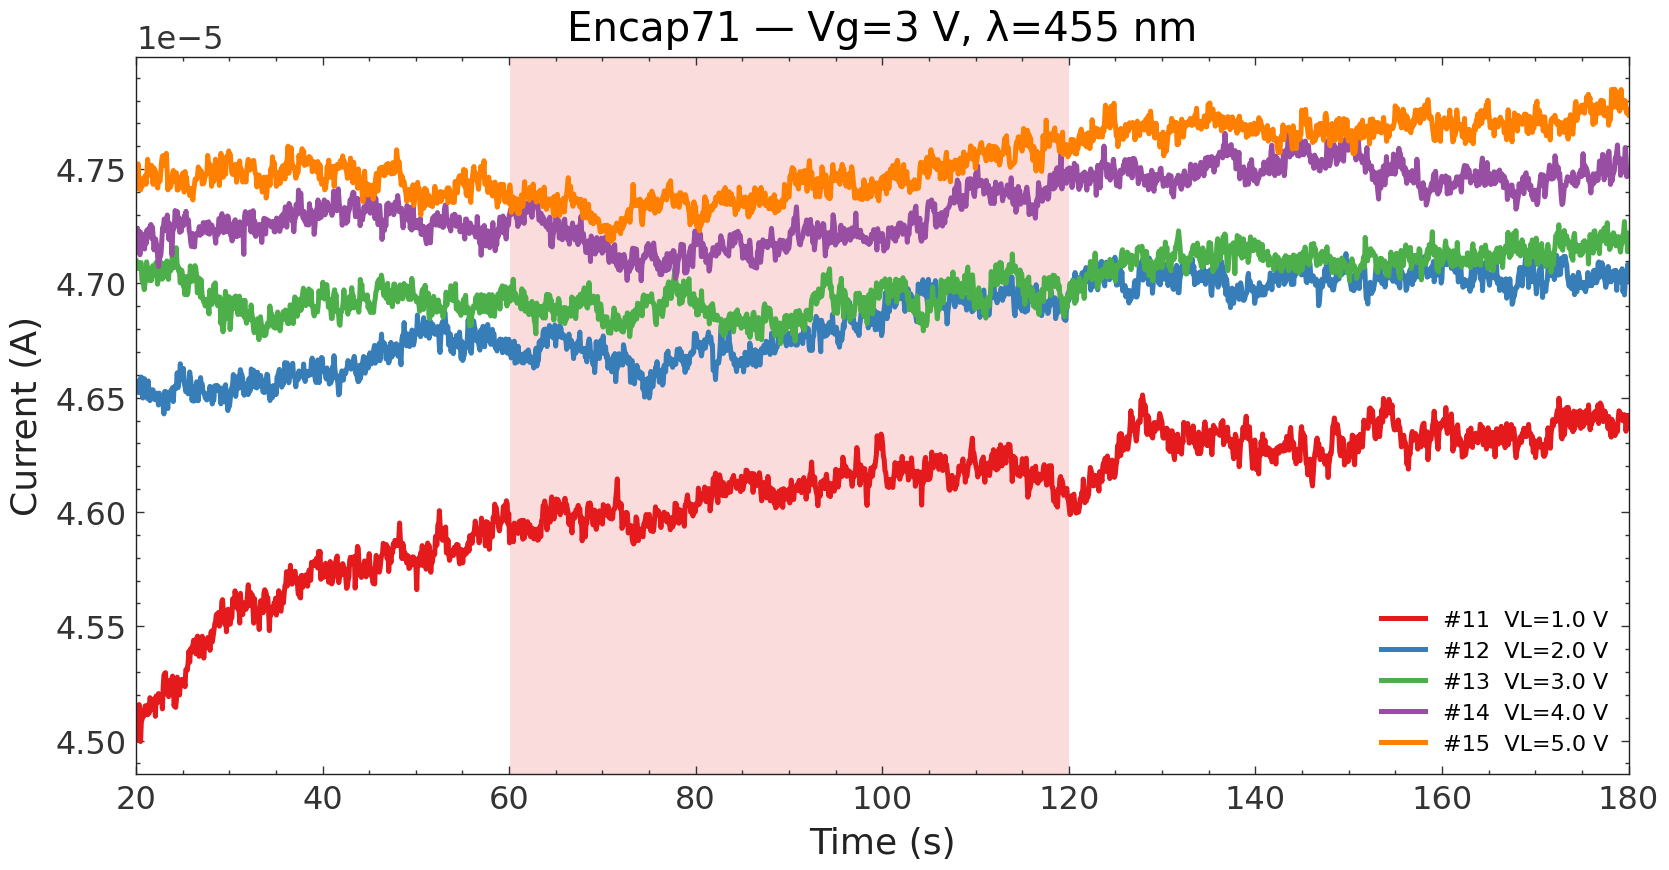 Encap71 — Vg=3 V, λ=455 nm
1e−5
4.75
4.70
4.65
4.60
4.55
4.50
Current (A)
#11 VL=1.0 V
#12 VL=2.0 V
#13 VL=3.0 V
#14 VL=4.0 V
#15 VL=5.0 V
20 40 60 80 100 120 140 160 180
Time (s)